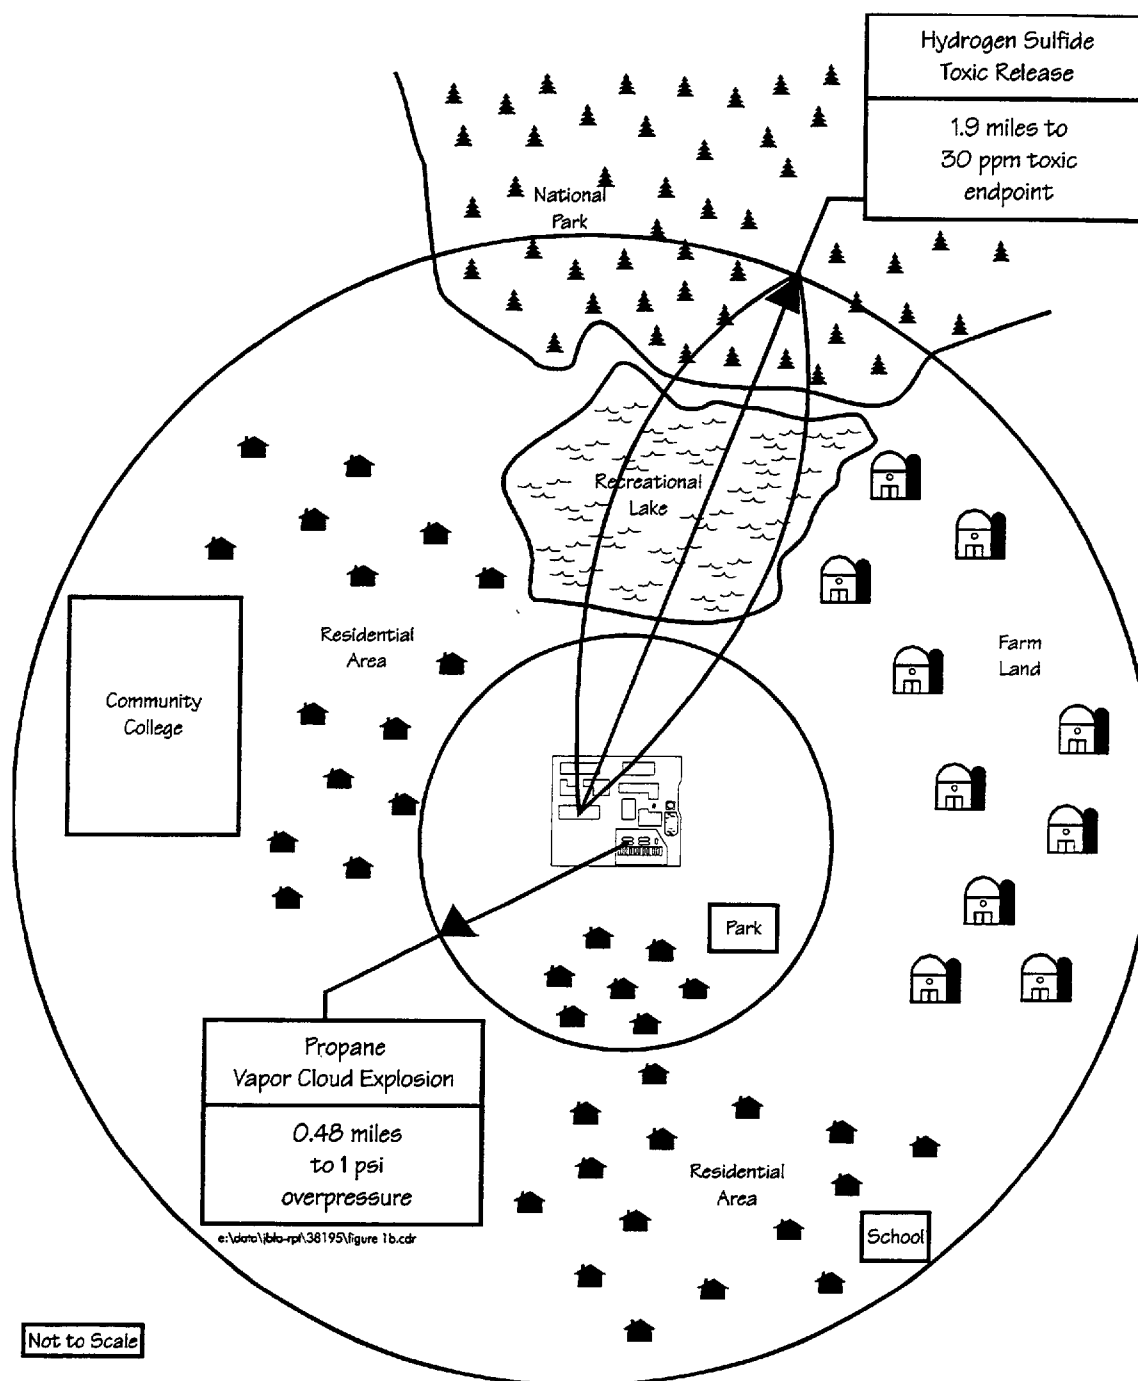 Hydrogen Sulfide
Toxic Release
1.9 miles to
30 ppm toxic
endpoint
National
Park
Recreational
Lake
Residential
Area
Farm
Land
Community
College
Park
Propane
Vapor Cloud Explosion
0.48 miles
to 1 psi
overpressure
Residential
Area
School
Not to Scale